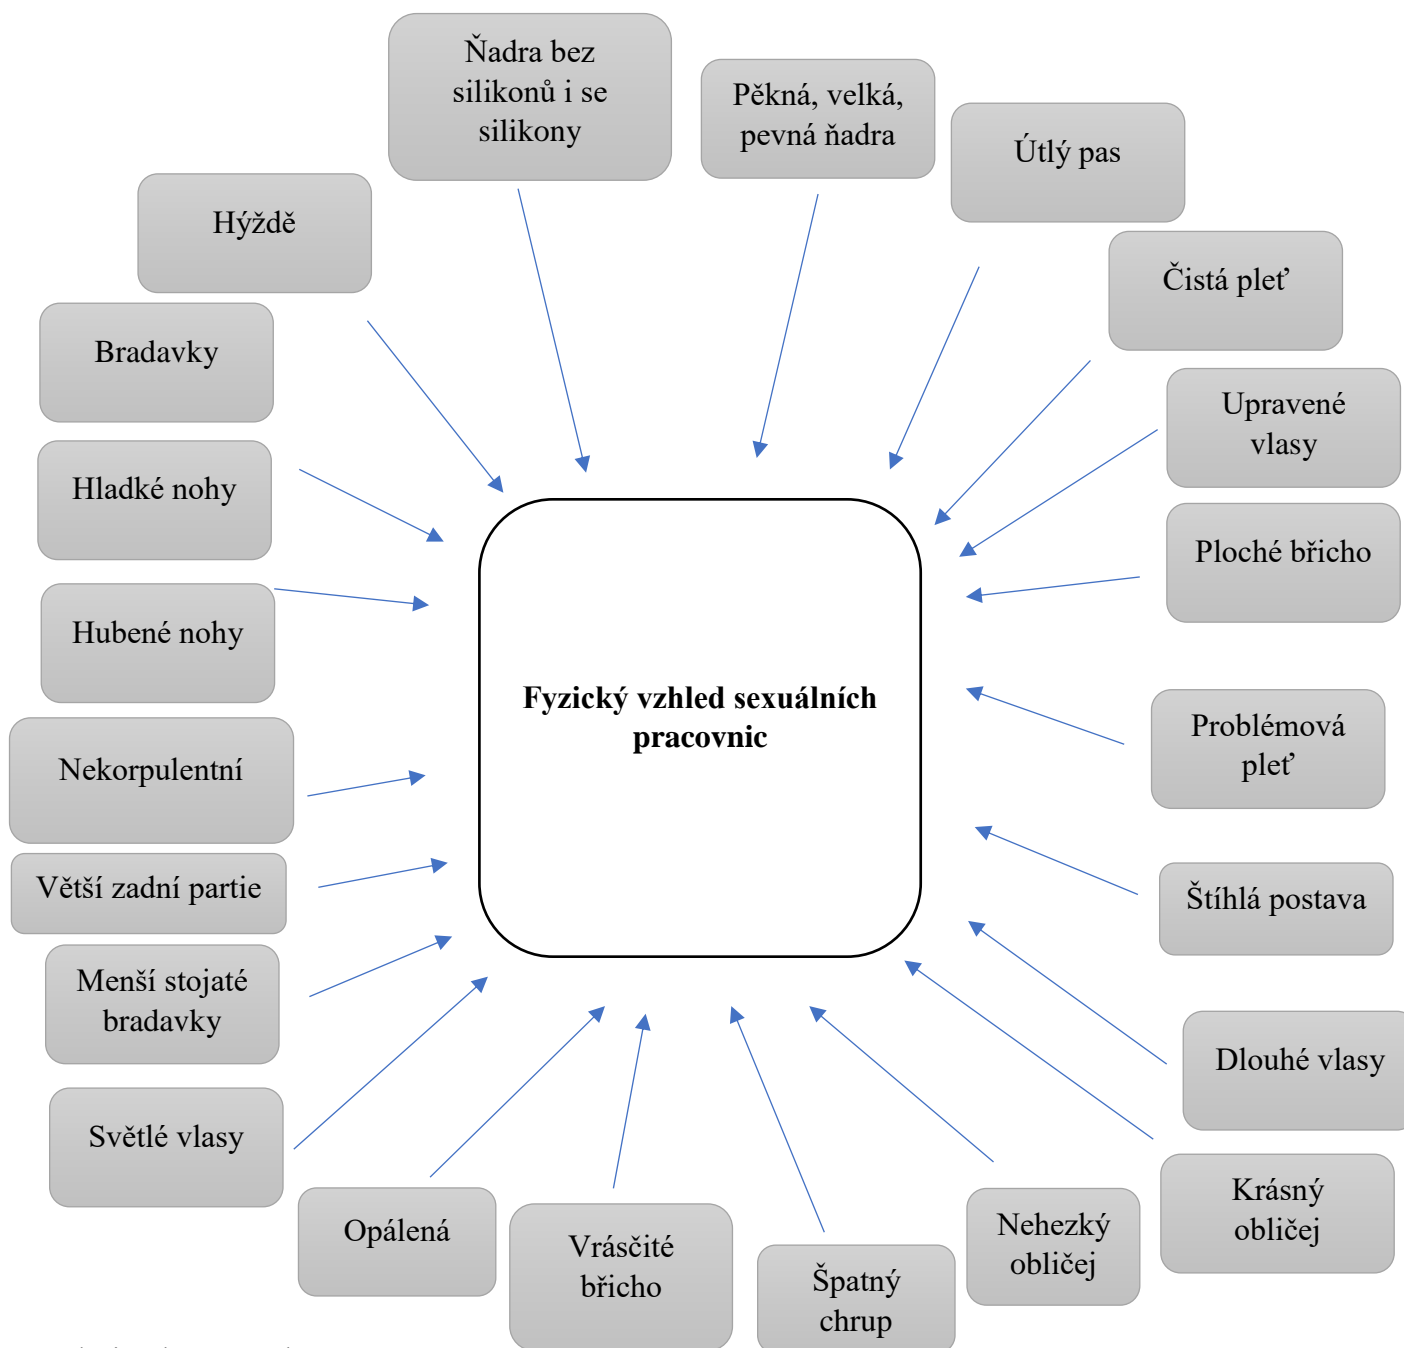 Ňadra bez
silikonů i se
silikony
Pěkná, velká,
pevná ňadra
Útlý pas
Hýždě
Čistá pleť
Bradavky
Upravené
vlasy
Hladké nohy
Ploché břicho
Hubené nohy
Fyzický vzhled sexuálních
pracovnic
Problémová
pleť
Nekorpulentní
Větší zadní partie
Štíhlá postava
Menší stojaté
bradavky
Dlouhé vlasy
Světlé vlasy
Krásný
obličej
Opálená
Nehezký
obličej
Vrásčité
břicho
Špatný
chrup